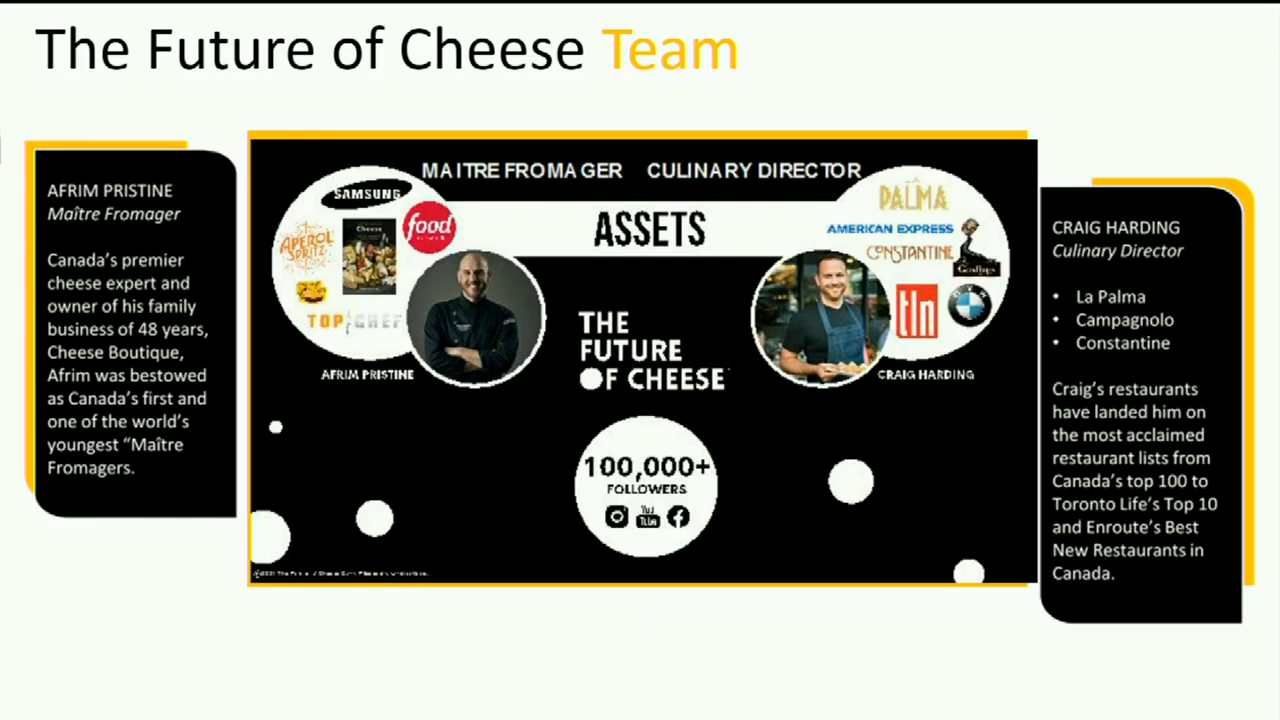 The Future of Cheese Team
AFRIM PRISTINE
Maître Fromager
Canada’s premier
cheese expert and
owner of his family
business of 48 years,
Cheese Boutique,
Afrim was bestowed
as Canada’s first and
one of the world’s
youngest “Maître
Fromagers.
MAITRE FROMAGER CULINARY DIRECTOR
ASSETS
SAMSUNG
APEROL
SPRITZ
Cheese
food
TOP CHEF
AFRIM PRISTINE
THE
FUTURE
OF CHEESE
100,000+
FOLLOWERS
You
Tube
LA
PALMA
AMERICAN EXPRESS
CONSTANTINE
tln
BMW
CRAIG HARDING
CRAIG HARDING
Culinary Director
• La Palma
• Campagnolo
• Constantine
Craig’s restaurants
have landed him on
the most acclaimed
restaurant lists from
Canada’s top 100 to
Toronto Life’s Top 10
and Enroute’s Best
New Restaurants in
Canada.